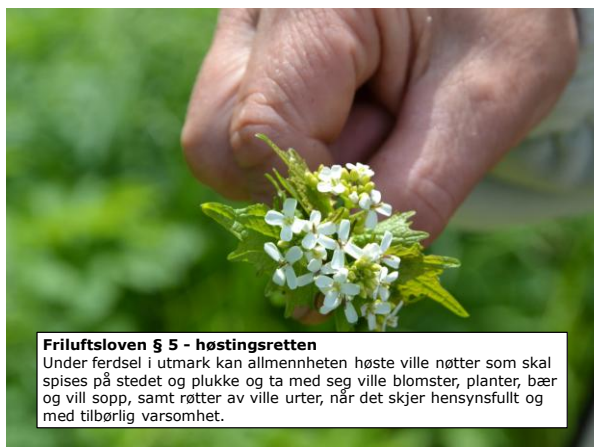 Friluftsloven § 5 - høstingsretten
Under ferdsel i utmark kan allmennheten høste ville nøtter som skal
spises på stedet og plukke og ta med seg ville blomster, planter, bær
og vill sopp, samt røtter av ville urter, når det skjer hensynsfullt og
med tilbørlig varsomhet.